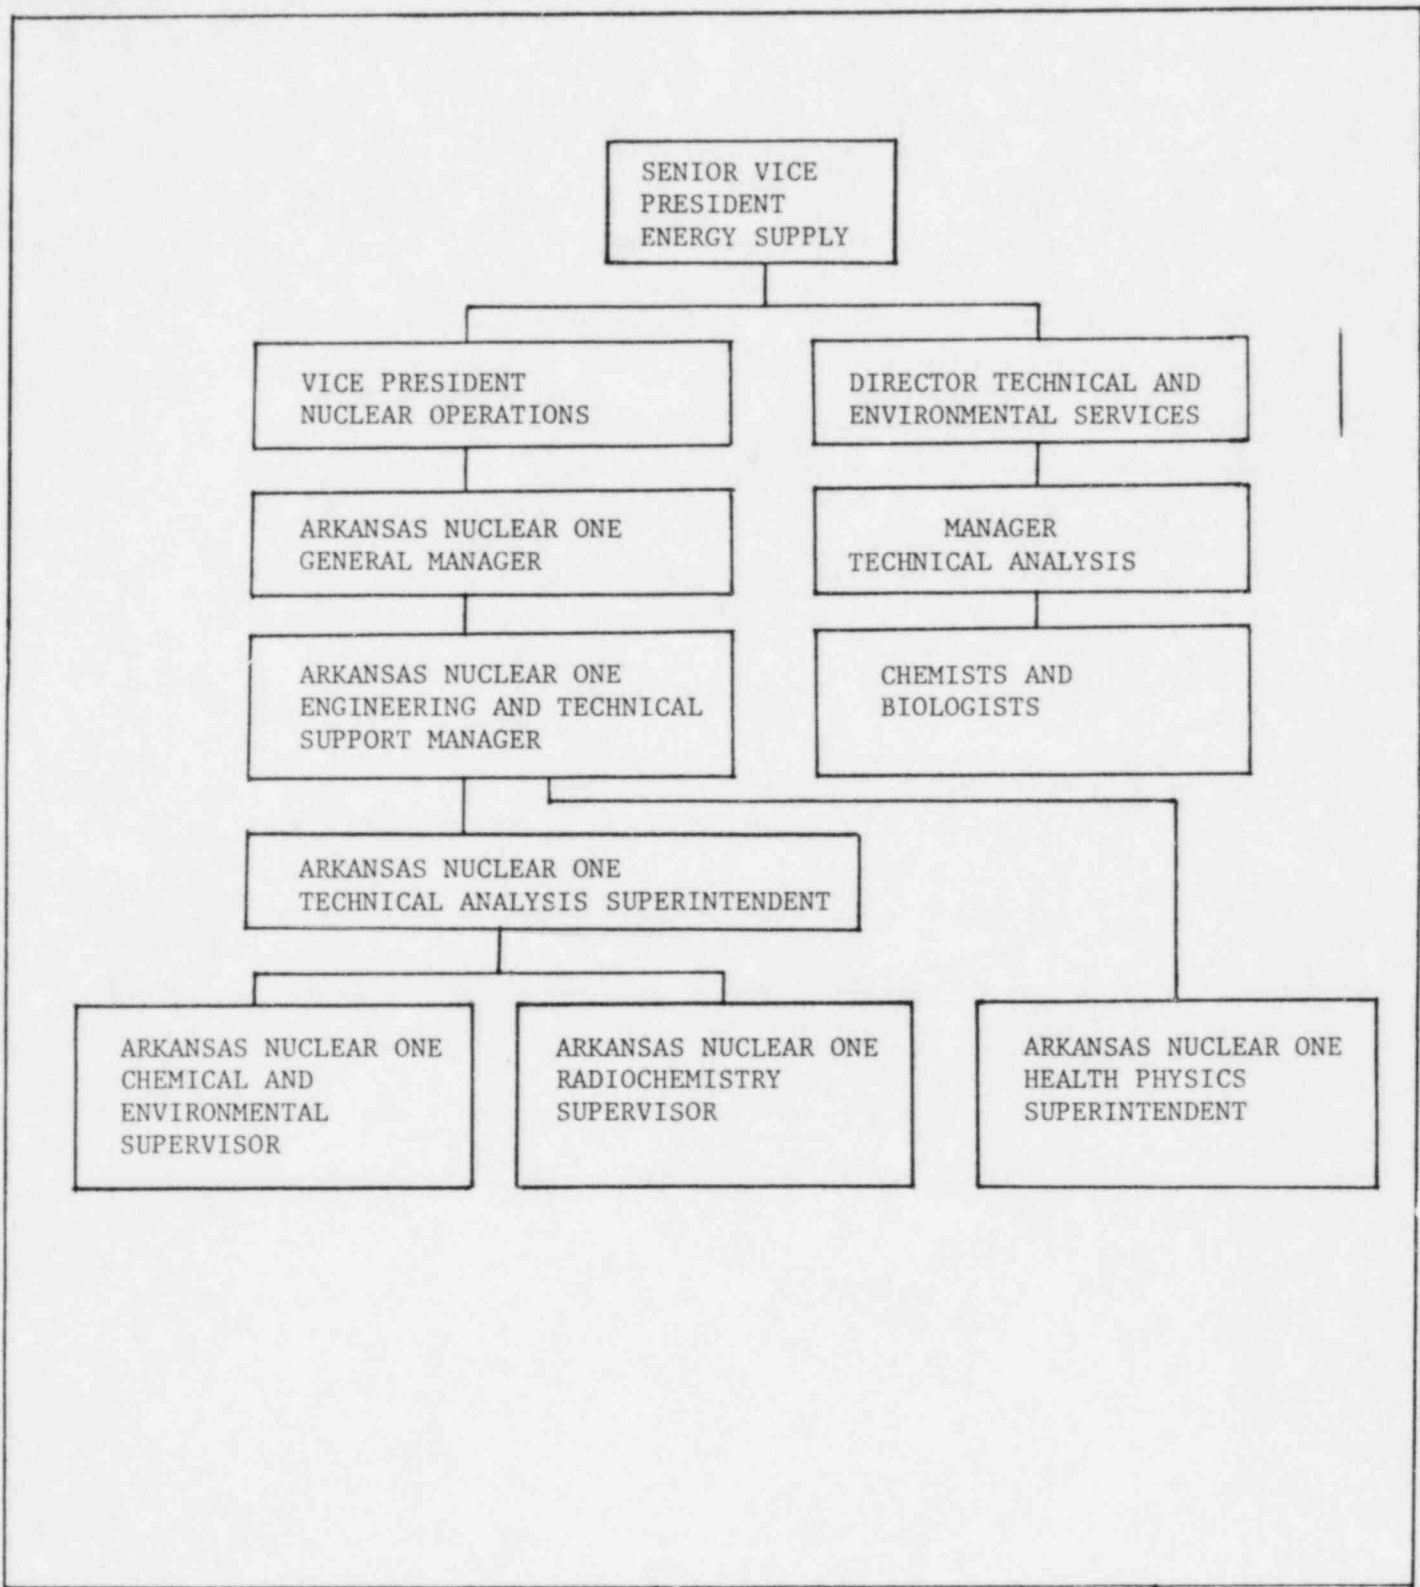 SENIOR VICE
PRESIDENT
ENERGY SUPPLY
VICE PRESIDENT
NUCLEAR OPERATIONS
DIRECTOR TECHNICAL AND
ENVIRONMENTAL SERVICES
ARKANSAS NUCLEAR ONE
GENERAL MANAGER
MANAGER
TECHNICAL ANALYSIS
ARKANSAS NUCLEAR ONE
ENGINEERING AND TECHNICAL
SUPPORT MANAGER
CHEMISTS AND
BIOLOGISTS
ARKANSAS NUCLEAR ONE
TECHNICAL ANALYSIS SUPERINTENDENT
ARKANSAS NUCLEAR ONE
CHEMICAL AND
ENVIRONMENTAL
SUPERVISOR
ARKANSAS NUCLEAR ONE
RADIOCHEMISTRY
SUPERVISOR
ARKANSAS NUCLEAR ONE
HEALTH PHYSICS
SUPERINTENDENT